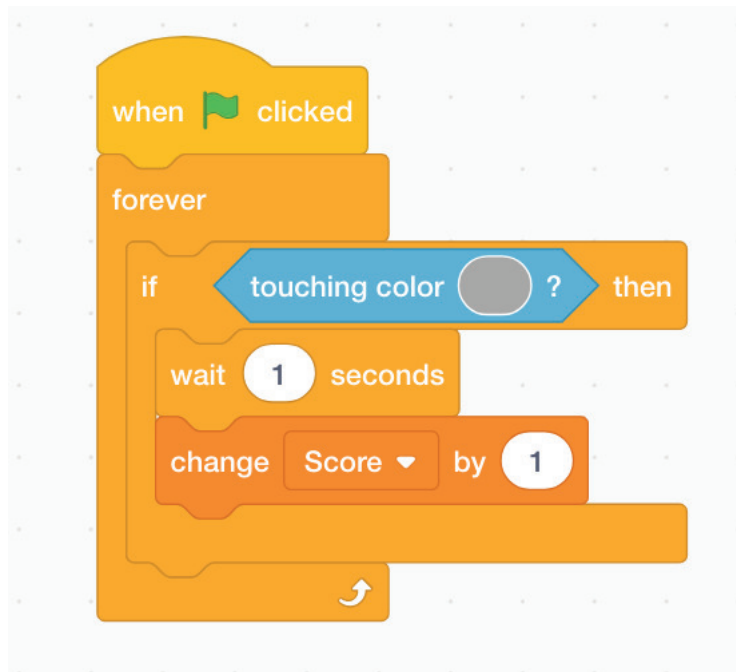 when clicked
forever
if touching color ? then
wait 1 seconds
change Score by 1